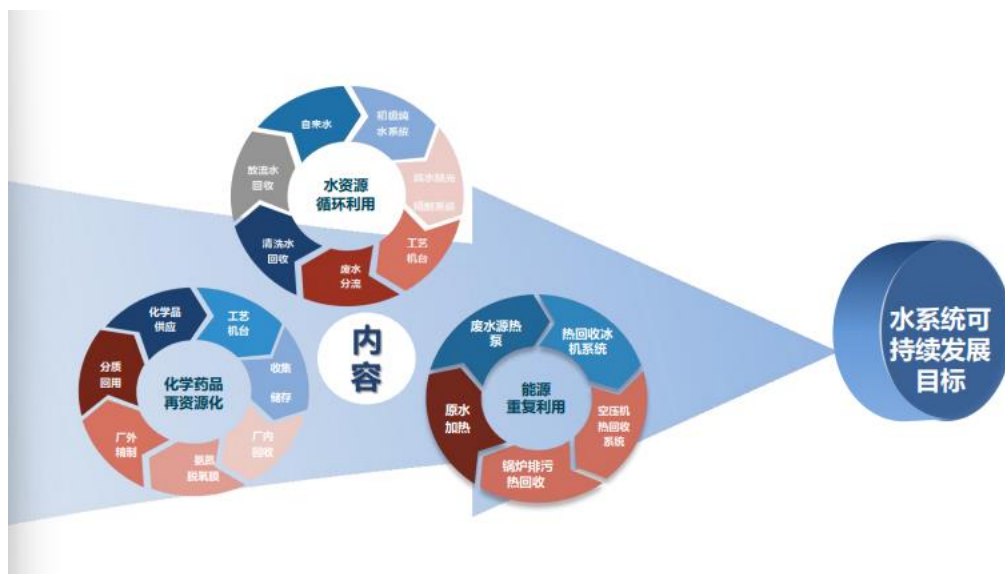 自来水
初级纯
水系统
工艺
机台
废水
分流
清洗水
回收
放流水
回收
水资源
循环利用
内
容
化学品
供应
工艺
机台
收集
储存
厂内
回收
氨氮
脱氧膜
厂外
精制
分质
回用
化学药品
再资源化
废水源热
泵
热回收冰
机系统
空压机
热回收
系统
锅炉排污
热回收
原水
加热
能源
重复利用
水系统可
持续发展
目标